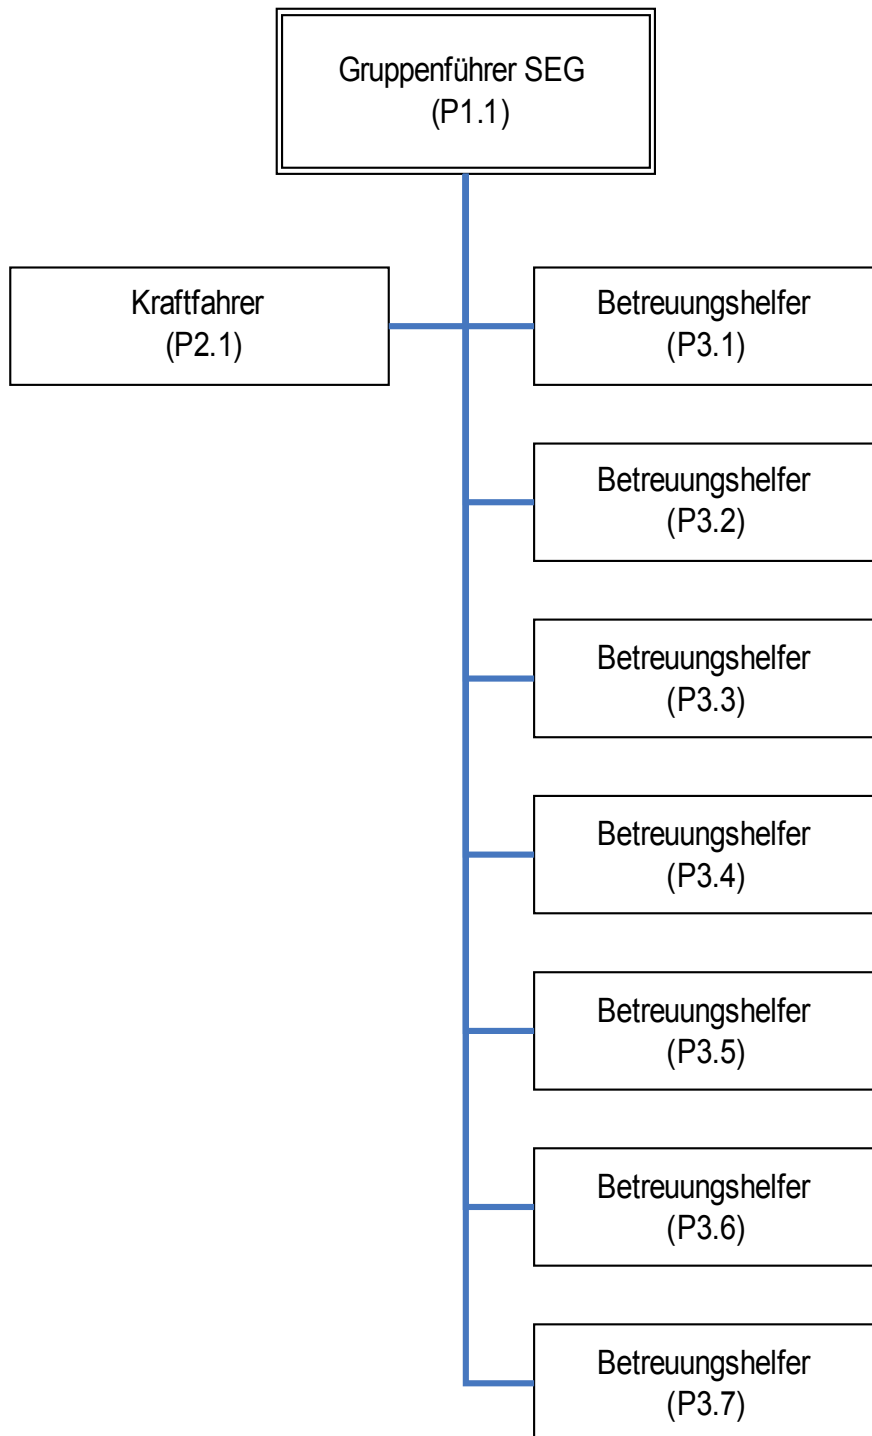 Gruppenführer SEG
(P1.1)
Kraftfahrer
(P2.1)
Betreuungshelfer
(P3.1)
Betreuungshelfer
(P3.2)
Betreuungshelfer
(P3.3)
Betreuungshelfer
(P3.4)
Betreuungshelfer
(P3.5)
Betreuungshelfer
(P3.6)
Betreuungshelfer
(P3.7)